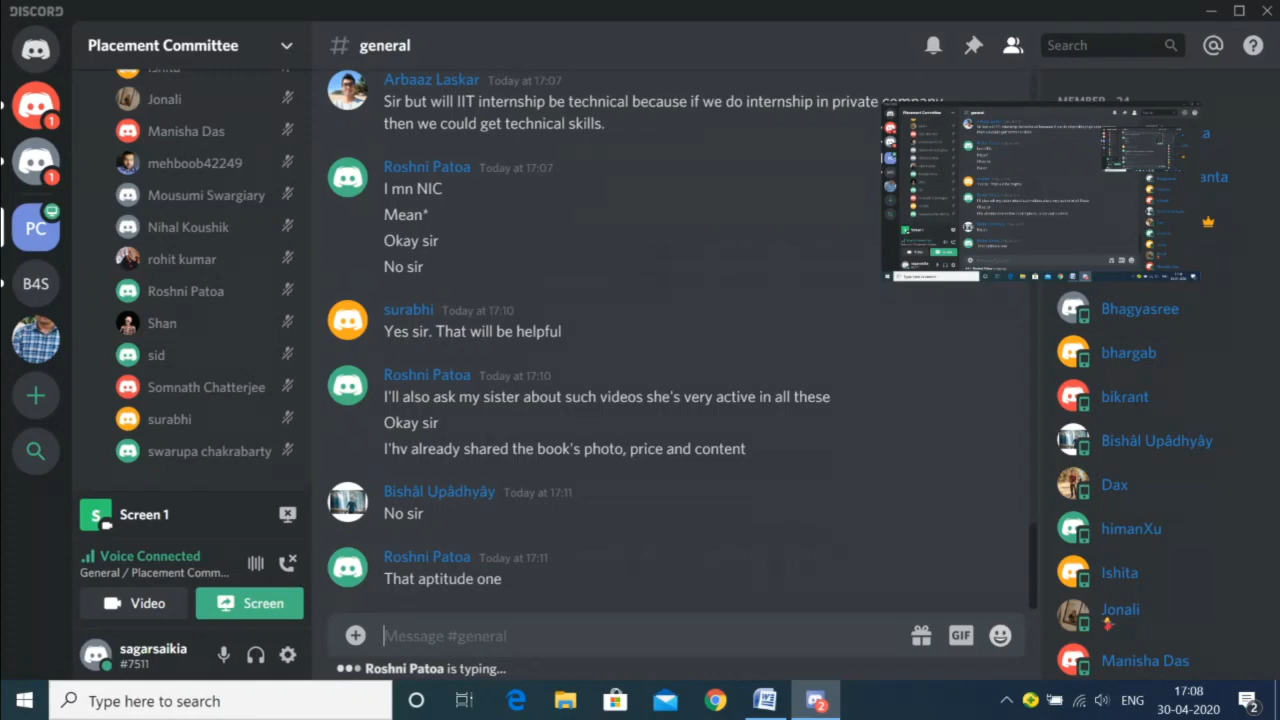 DISCORD
Placement Committee
# general
Search
Jonali
Manisha Das
mehboob42249
Mousumi Swargiary
Nihal Koushik
rohit kumar
Roshni Patoa
Shan
sid
Somnath Chatterjee
surabhi
swarupa chakrabarty
1
1
PC
B4S
S
Screen 1
Voice Connected
General / Placement Comm...
Video
Screen
sagarsaikia
#7511
Arbaaz Laskar Today at 17:07
Sir but will IIT internship be technical because if we do internship in private company
then we could get technical skills.
Roshni Patoa Today at 17:07
I mn NIC
Mean*
Okay sir
No sir
surabhi Today at 17:10
Yes sir. That will be helpful
Roshni Patoa Today at 17:10
I'll also ask my sister about such videos she's very active in all these
Okay sir
I'hv already shared the book's photo, price and content
Bishâl Upâdhyây Today at 17:11
No sir
Roshni Patoa Today at 17:11
That aptitude one
Message #general
GIF
Roshni Patoa is typing...
Bhagyasree
bhargab
bikrant
Bishâl Upâdhyây
Dax
himanXu
Ishita
Jonali
Manisha Das
Type here to search
2
ENG
17:08
30-04-2020
2